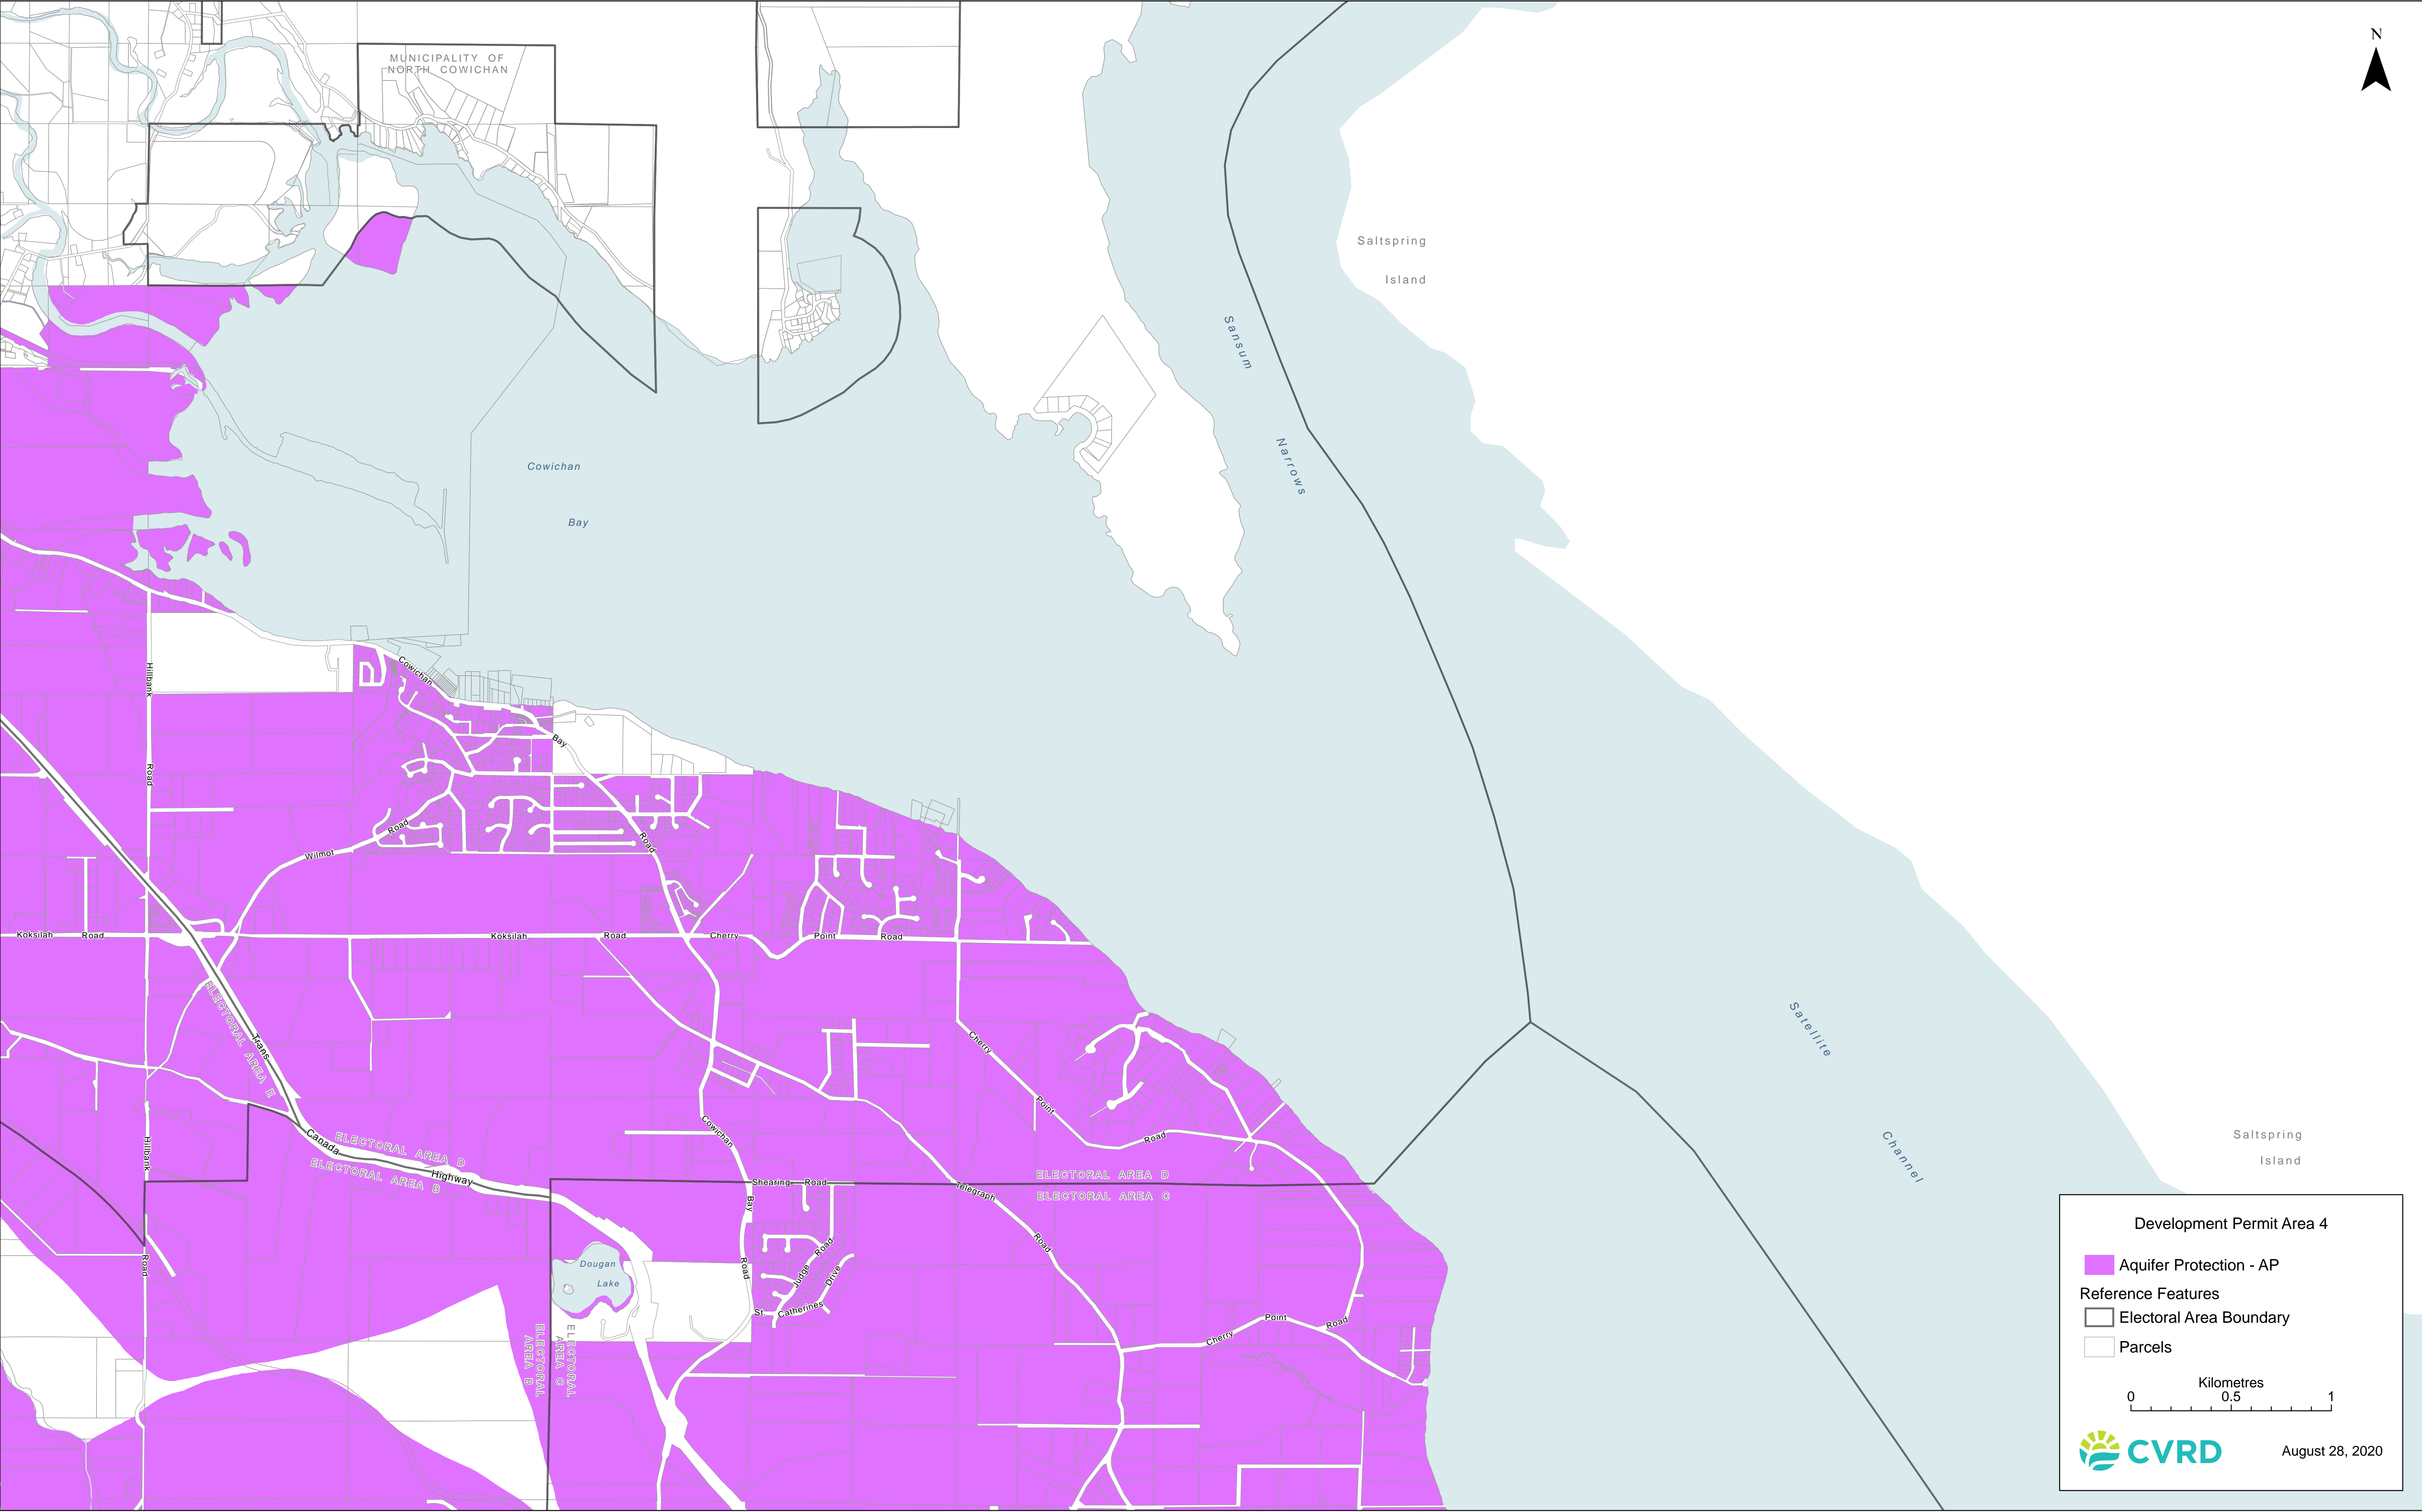 N
MUNICIPALITY OF
NORTH COWICHAN
Saltspring
Island
Sansum
Narrows
Cowichan
Bay
Hillbank
Road
Cowichan
Bay
Road
Wilmot
Road
Koksilah
Road
Koksilah
Road
Cherry
Point
Road
ELECTORAL AREA E
Trans
Canada
Highway
Cherry
Point
Road
Satellite
Channel
Saltspring
Island
Hillbank
Road
ELECTORAL AREA D
ELECTORAL AREA B
Cowichan
Bay
Road
Shearing
Road
Telegraph
Road
ELECTORAL AREA D
ELECTORAL AREA C
Dougan
Lake
Judge
Road
St.
Catherines
Drive
Cherry
Point
Road
ELECTORAL
AREA B
ELECTORAL
AREA C
Development Permit Area 4
Aquifer Protection - AP
Reference Features
Electoral Area Boundary
Parcels
Kilometres
0 0.5 1
CVRD
August 28, 2020